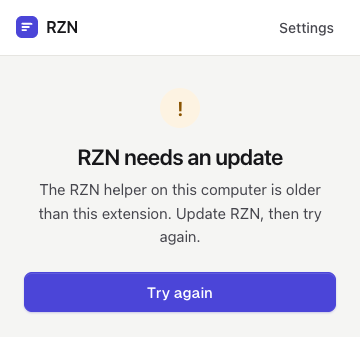 RZN
Settings
!
RZN needs an update
The RZN helper on this computer is older
than this extension. Update RZN, then try
again.
Try again